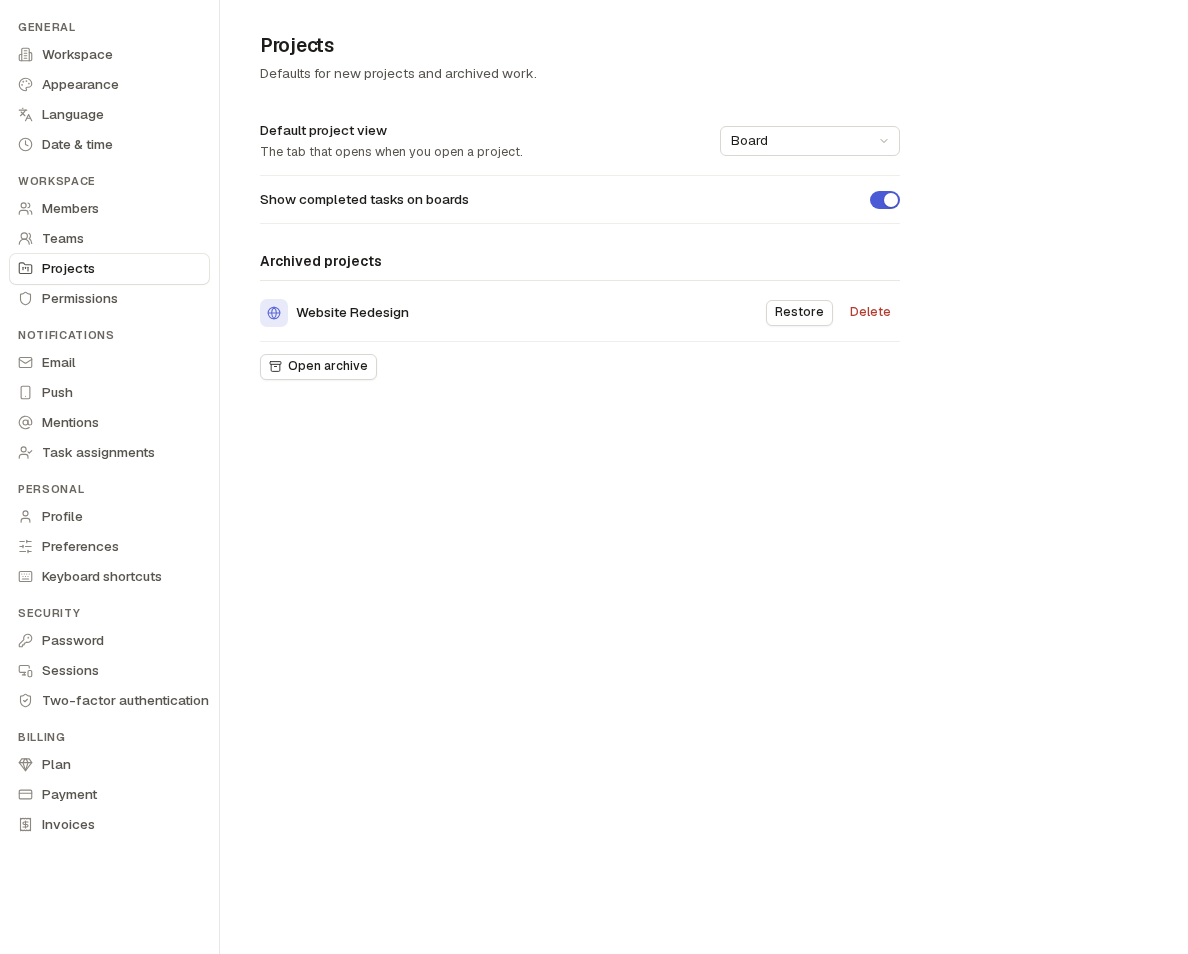 GENERAL
Workspace
Appearance
Language
Date & time
WORKSPACE
Members
Teams
Projects
Permissions
NOTIFICATIONS
Email
Push
Mentions
Task assignments
PERSONAL
Profile
Preferences
Keyboard shortcuts
SECURITY
Password
Sessions
Two-factor authentication
BILLING
Plan
Payment
Invoices
Projects
Defaults for new projects and archived work.
Default project view
The tab that opens when you open a project.
Board
Show completed tasks on boards
Archived projects
Website Redesign
Restore
Delete
Open archive